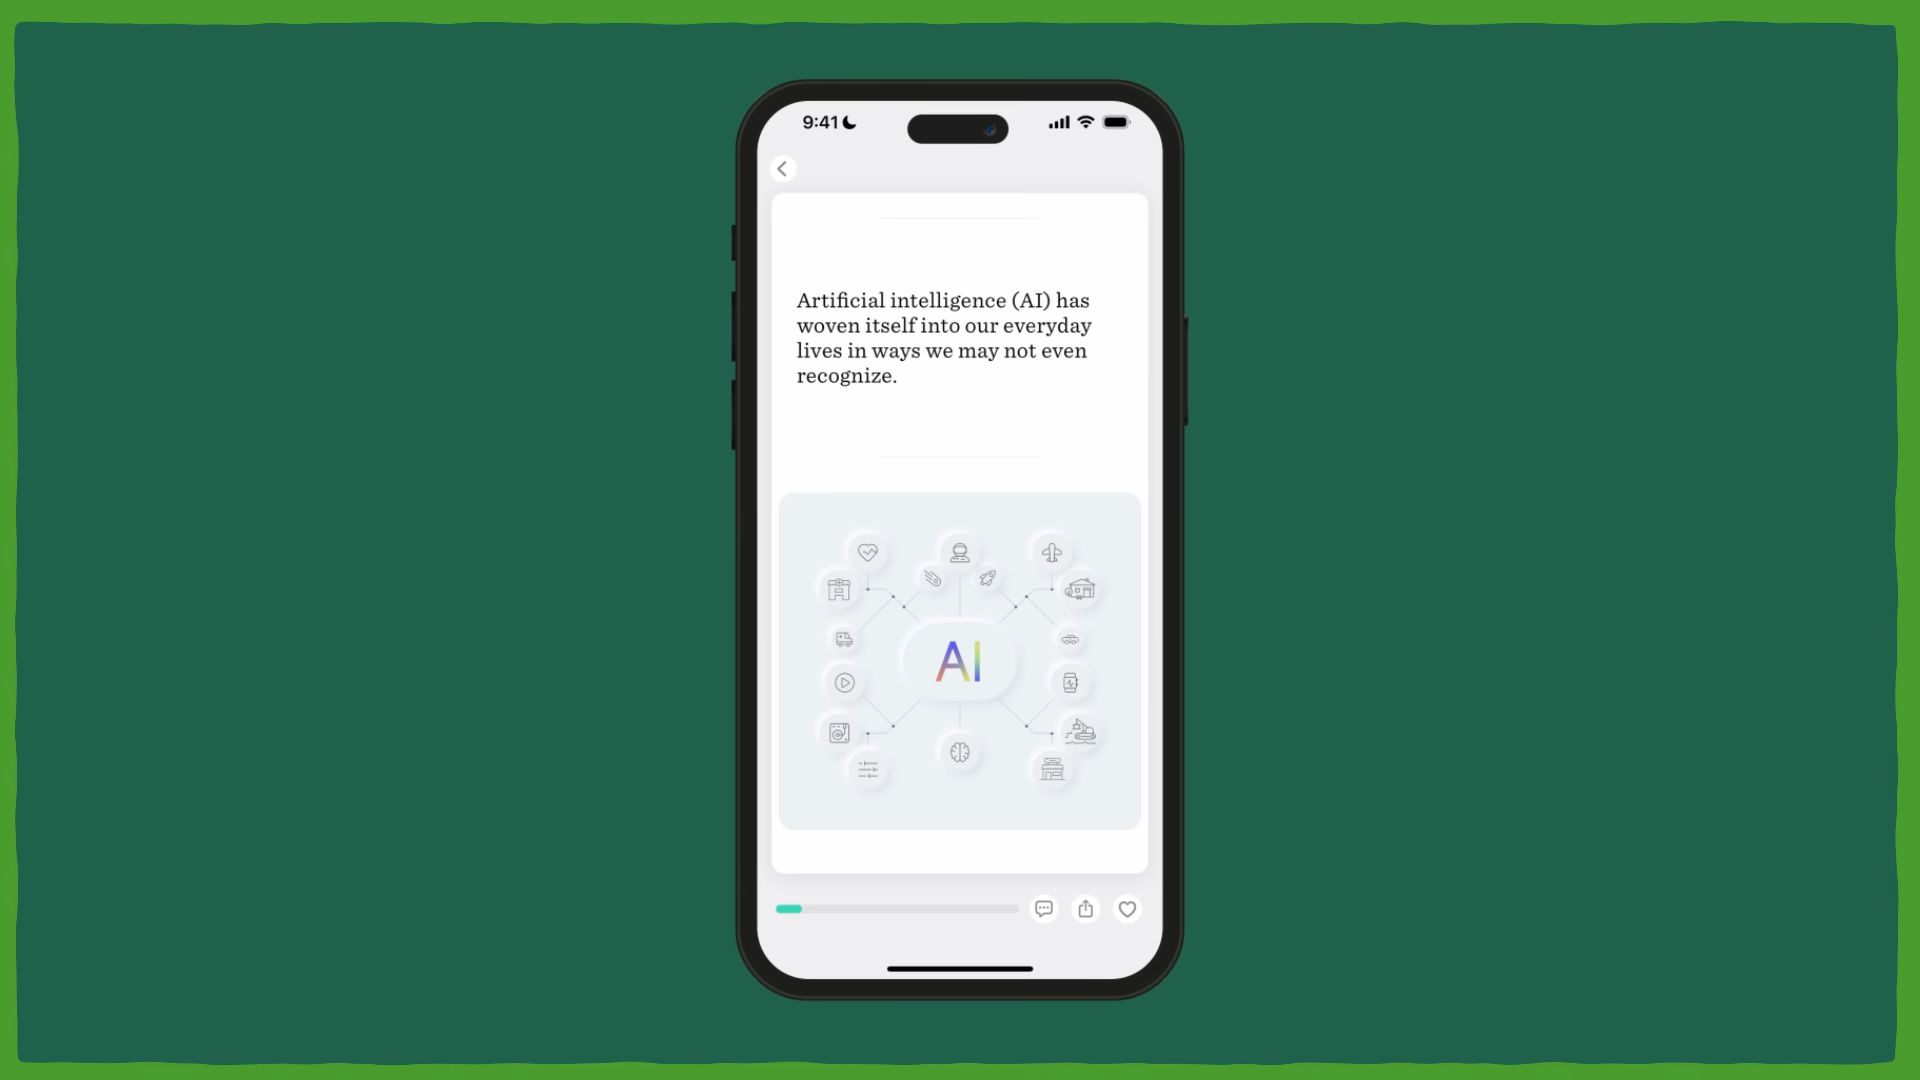 9:41
Artificial intelligence (AI) has
woven itself into our everyday
lives in ways we may not even
recognize.
AI